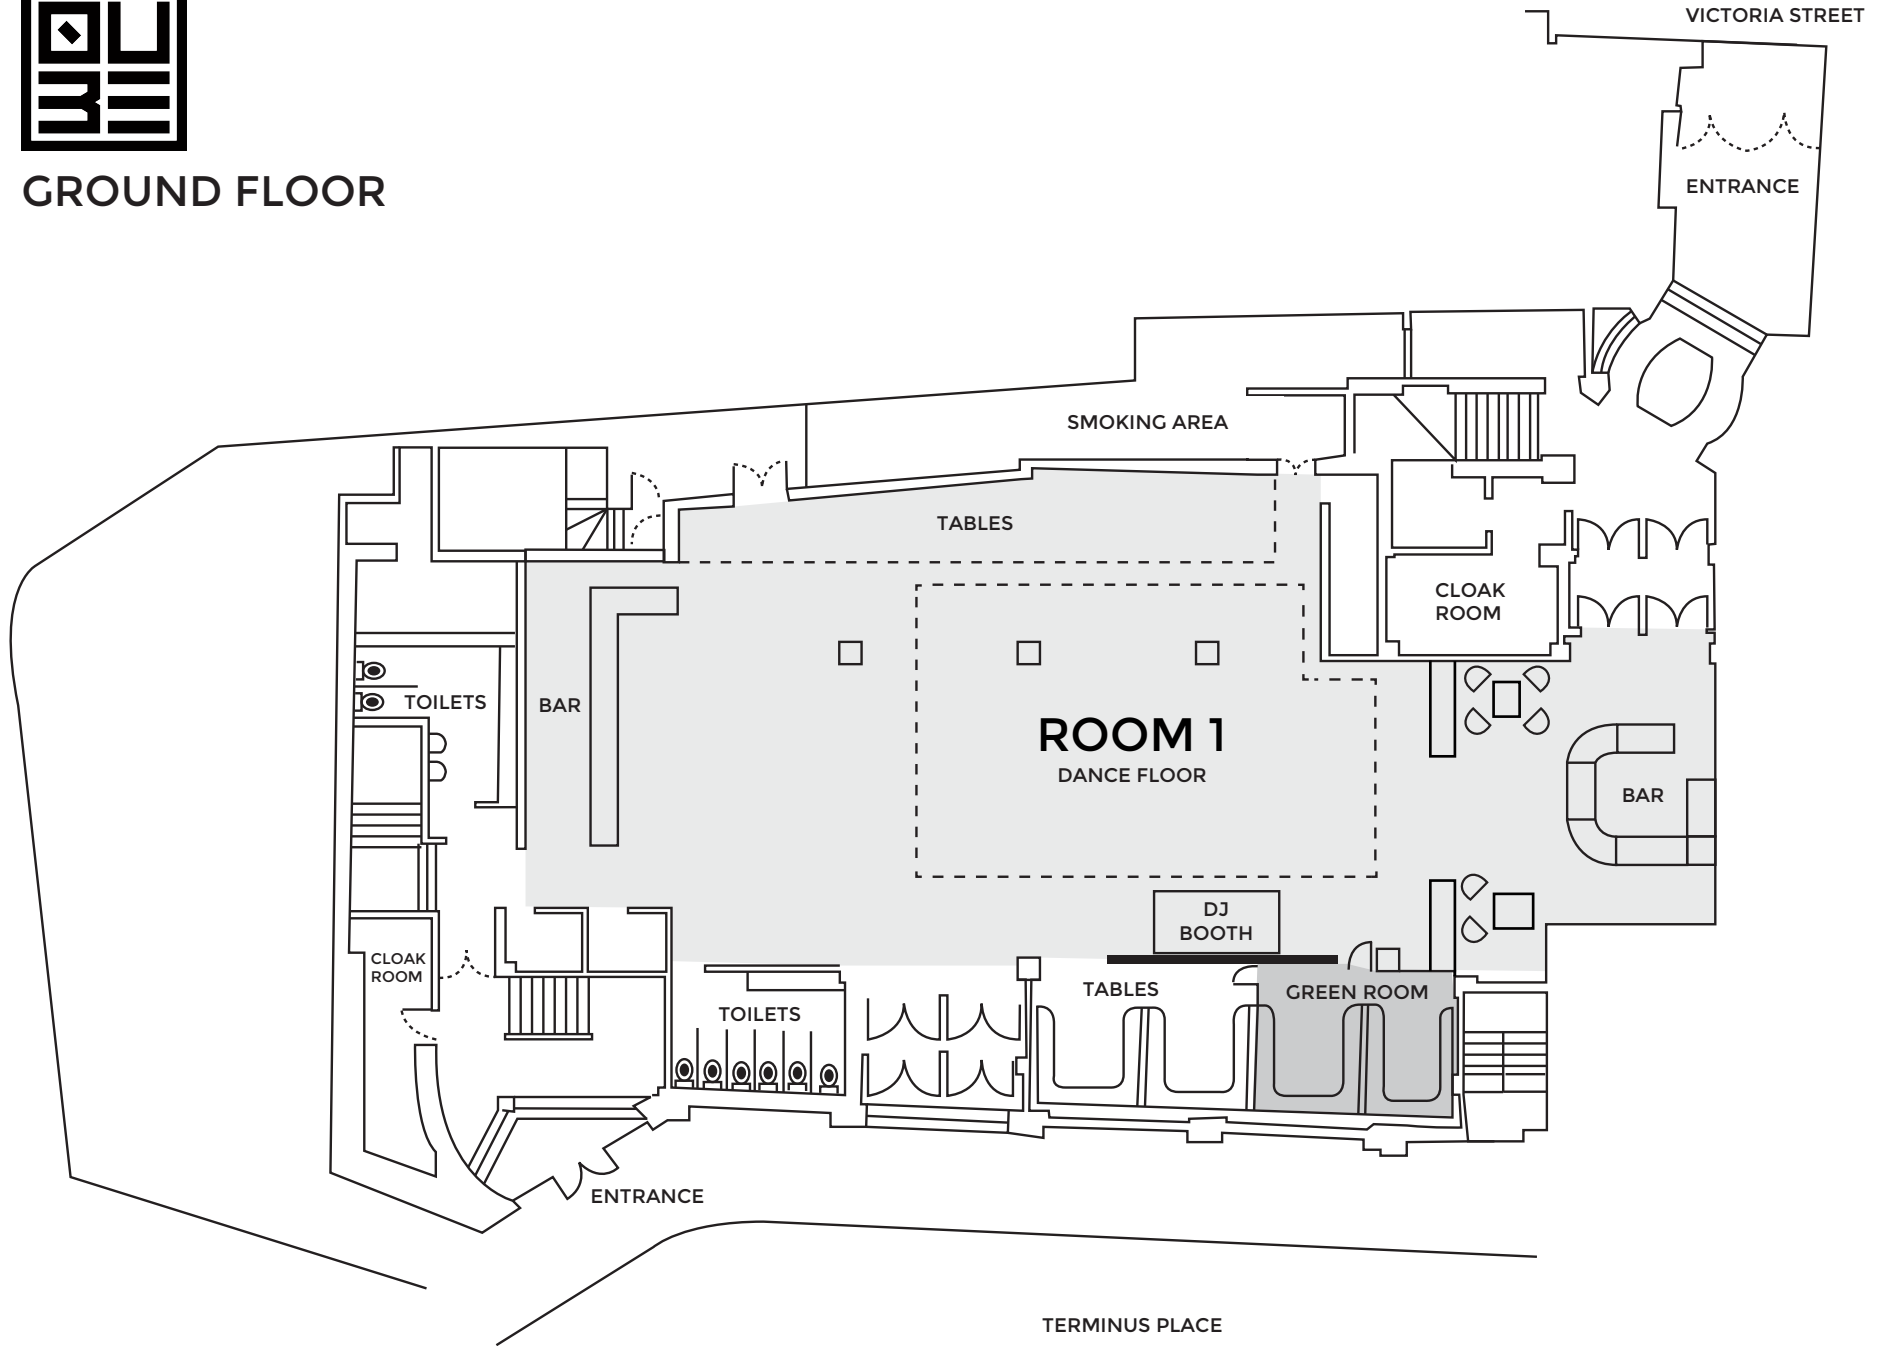 VICTORIA STREET
GROUND FLOOR
ENTRANCE
SMOKING AREA
TABLES
CLOAK
ROOM
TOILETS
BAR
ROOM 1
DANCE FLOOR
BAR
DJ
BOOTH
CLOAK
ROOM
TOILETS
TABLES
GREEN ROOM
ENTRANCE
TERMINUS PLACE